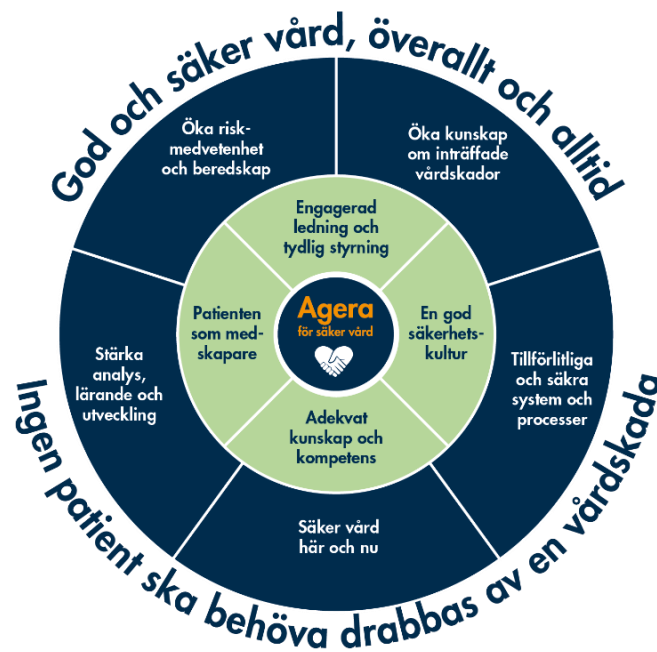 God och säker vård, överallt och alltid
Öka risk-
medvetenhet
och beredskap
Öka kunskap
om inträffade
vårdskador
Engagerad
ledning och
tydlig styrning
Patienten
som med-
skapare
Agera
för säker vård
En god
säkerhets-
kultur
Stärka
analys,
lärande och
utveckling
Tillförlitliga
och säkra
system och
processer
Adekvat
kunskap och
kompetens
Säker vård
här och nu
Ingen patient ska behöva drabbas av en vårdskada